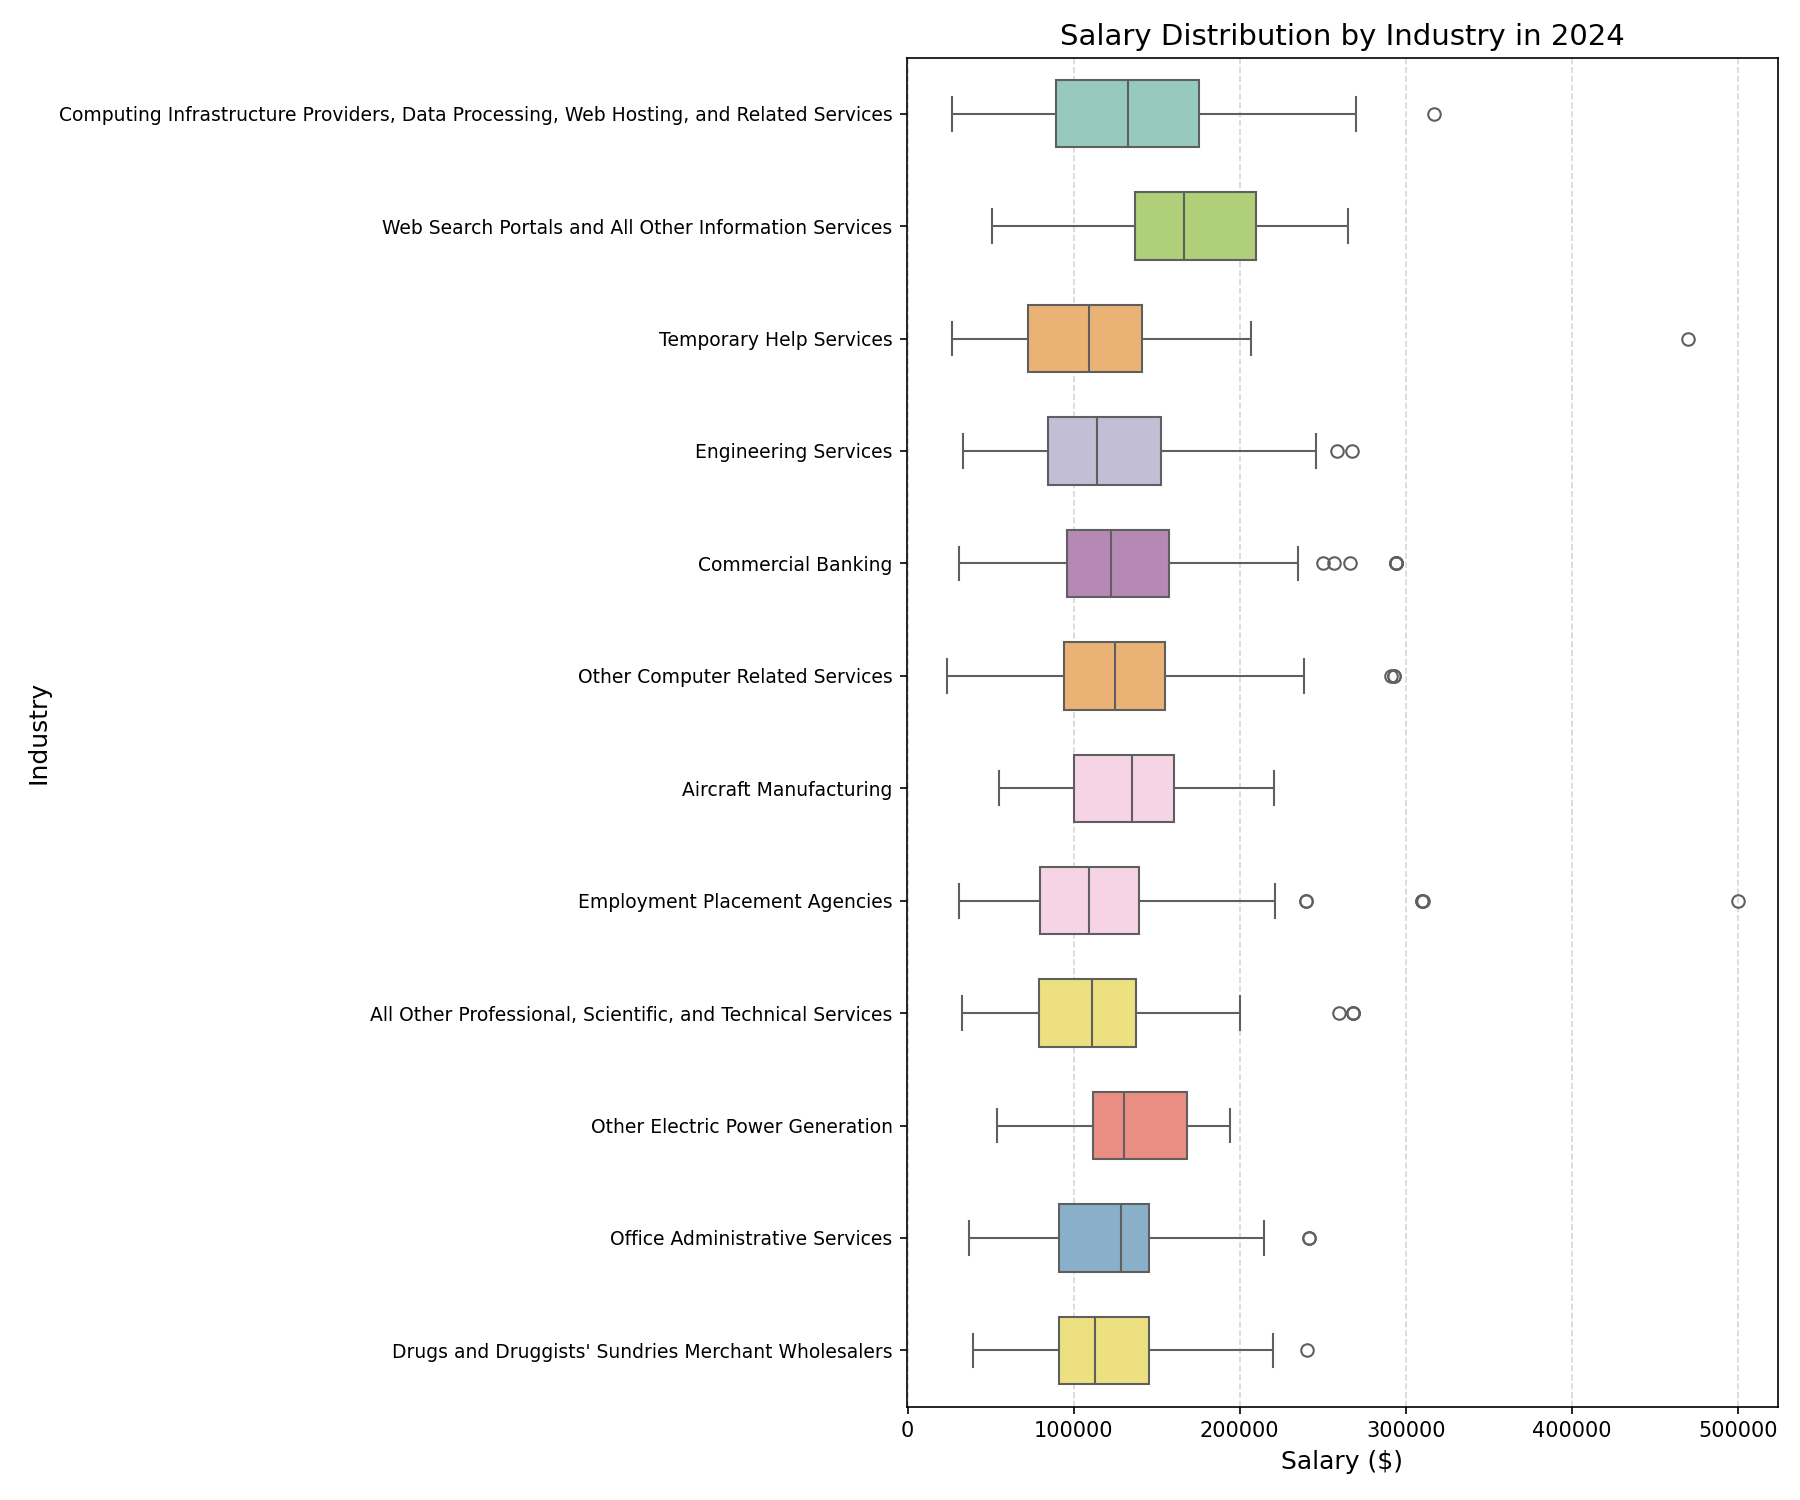 Salary Distribution by Industry in 2024
Computing Infrastructure Providers, Data Processing, Web Hosting, and Related Services
Web Search Portals and All Other Information Services
Temporary Help Services
Engineering Services
Commercial Banking
Other Computer Related Services
Aircraft Manufacturing
Employment Placement Agencies
All Other Professional, Scientific, and Technical Services
Other Electric Power Generation
Office Administrative Services
Drugs and Druggists' Sundries Merchant Wholesalers
Industry
0 100000 200000 300000 400000 500000
Salary ($)